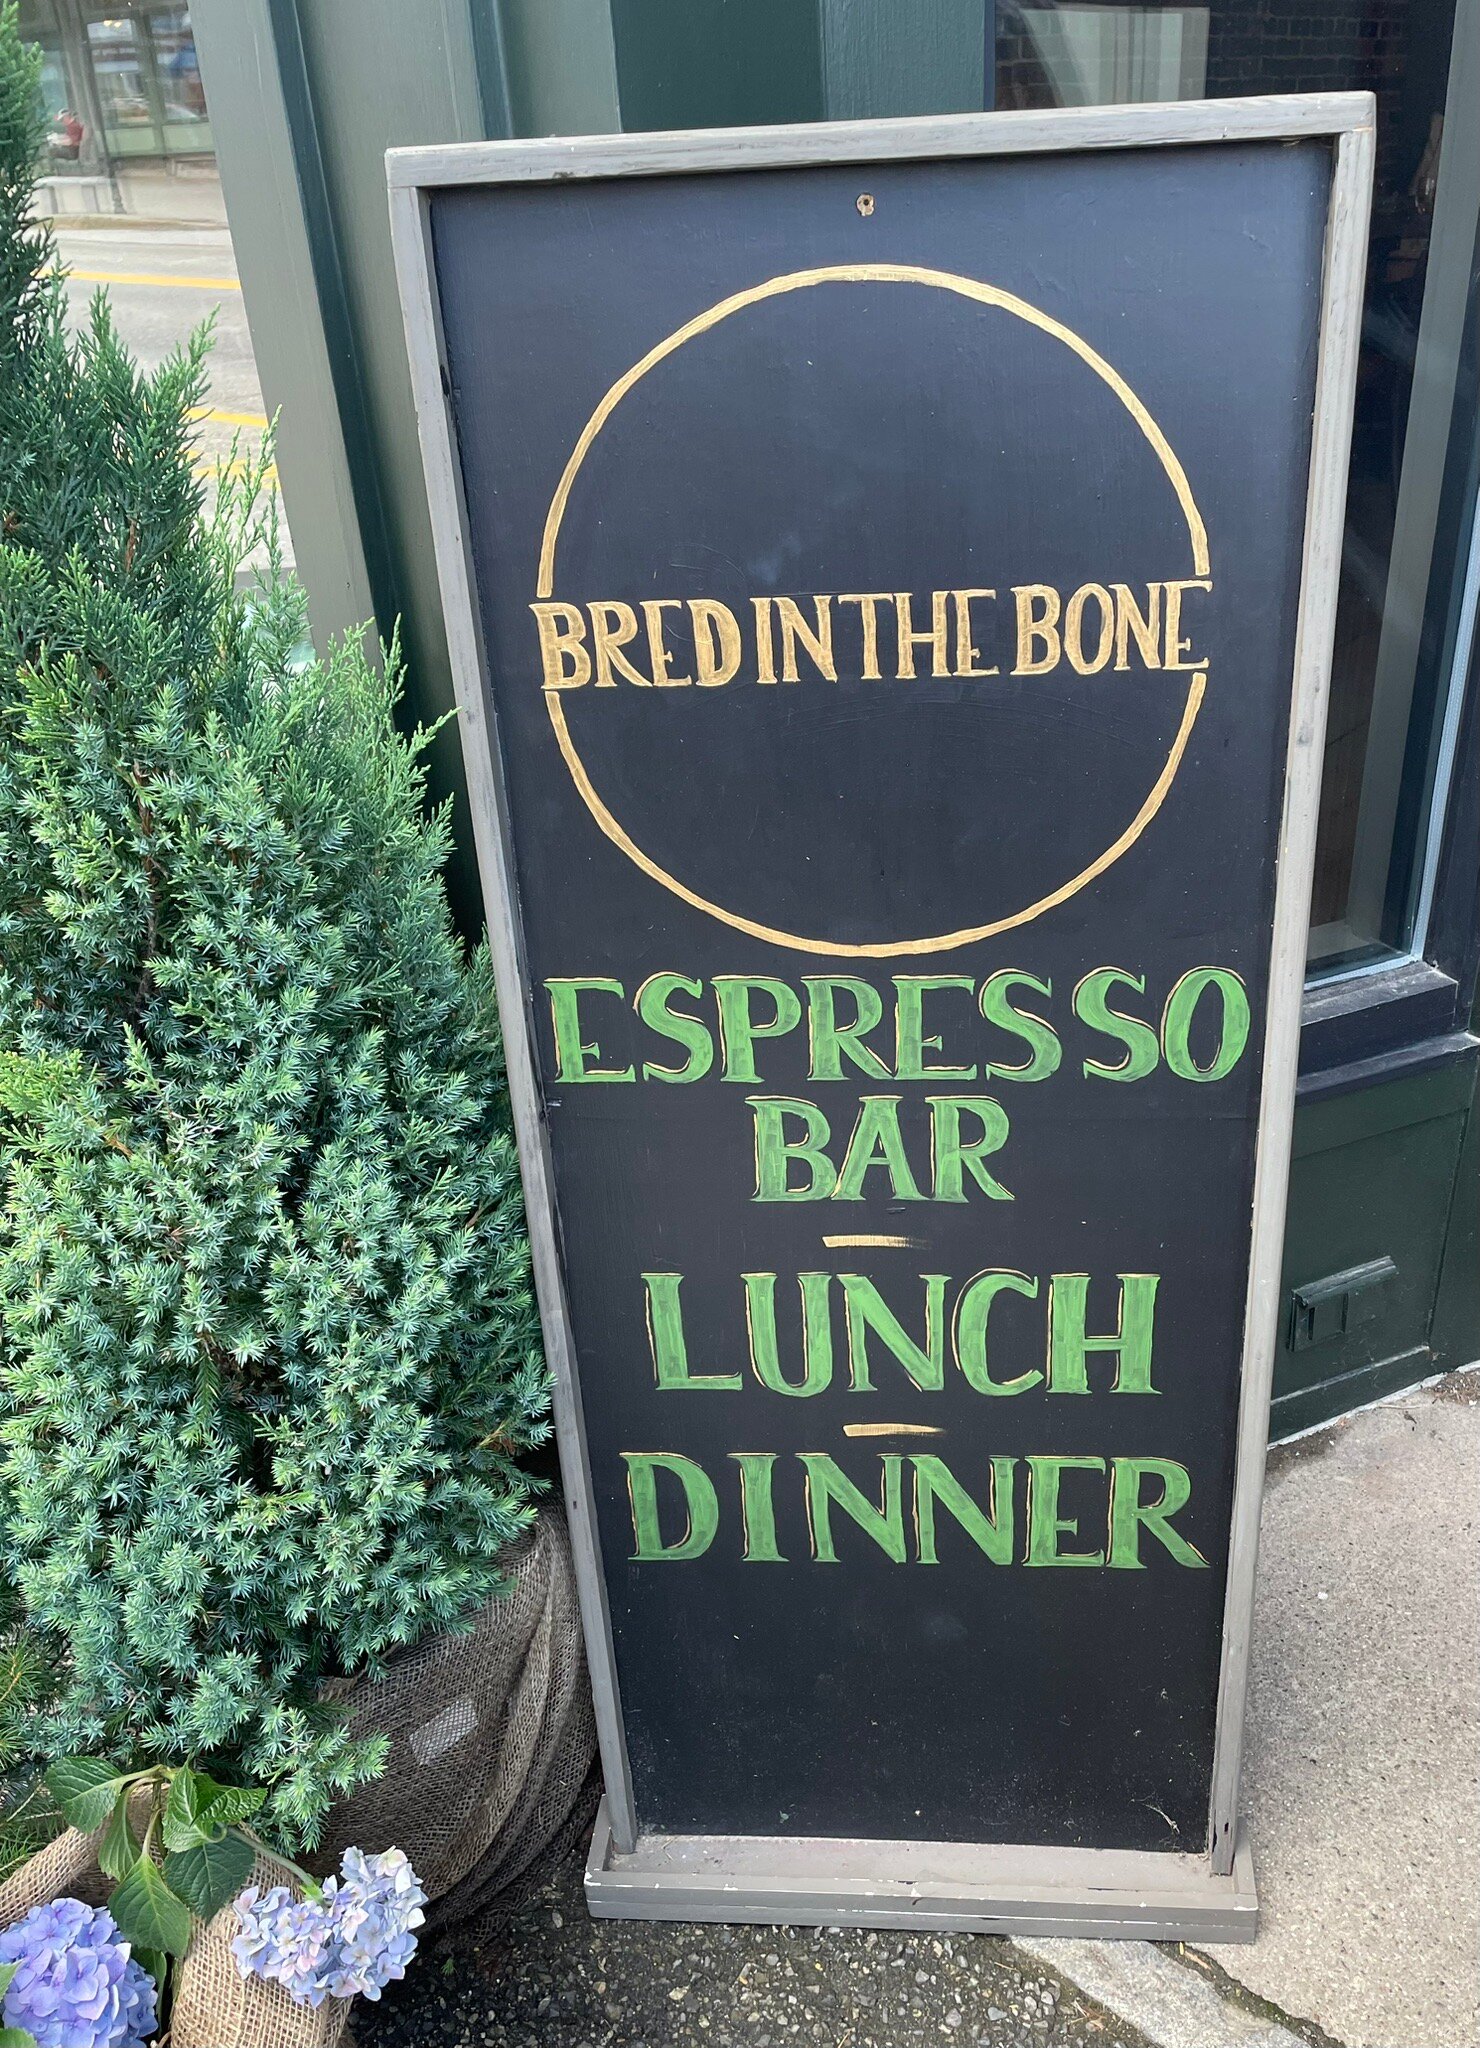 BRED IN THE BONE
ESPRESSO
BAR
LUNCH
DINNER